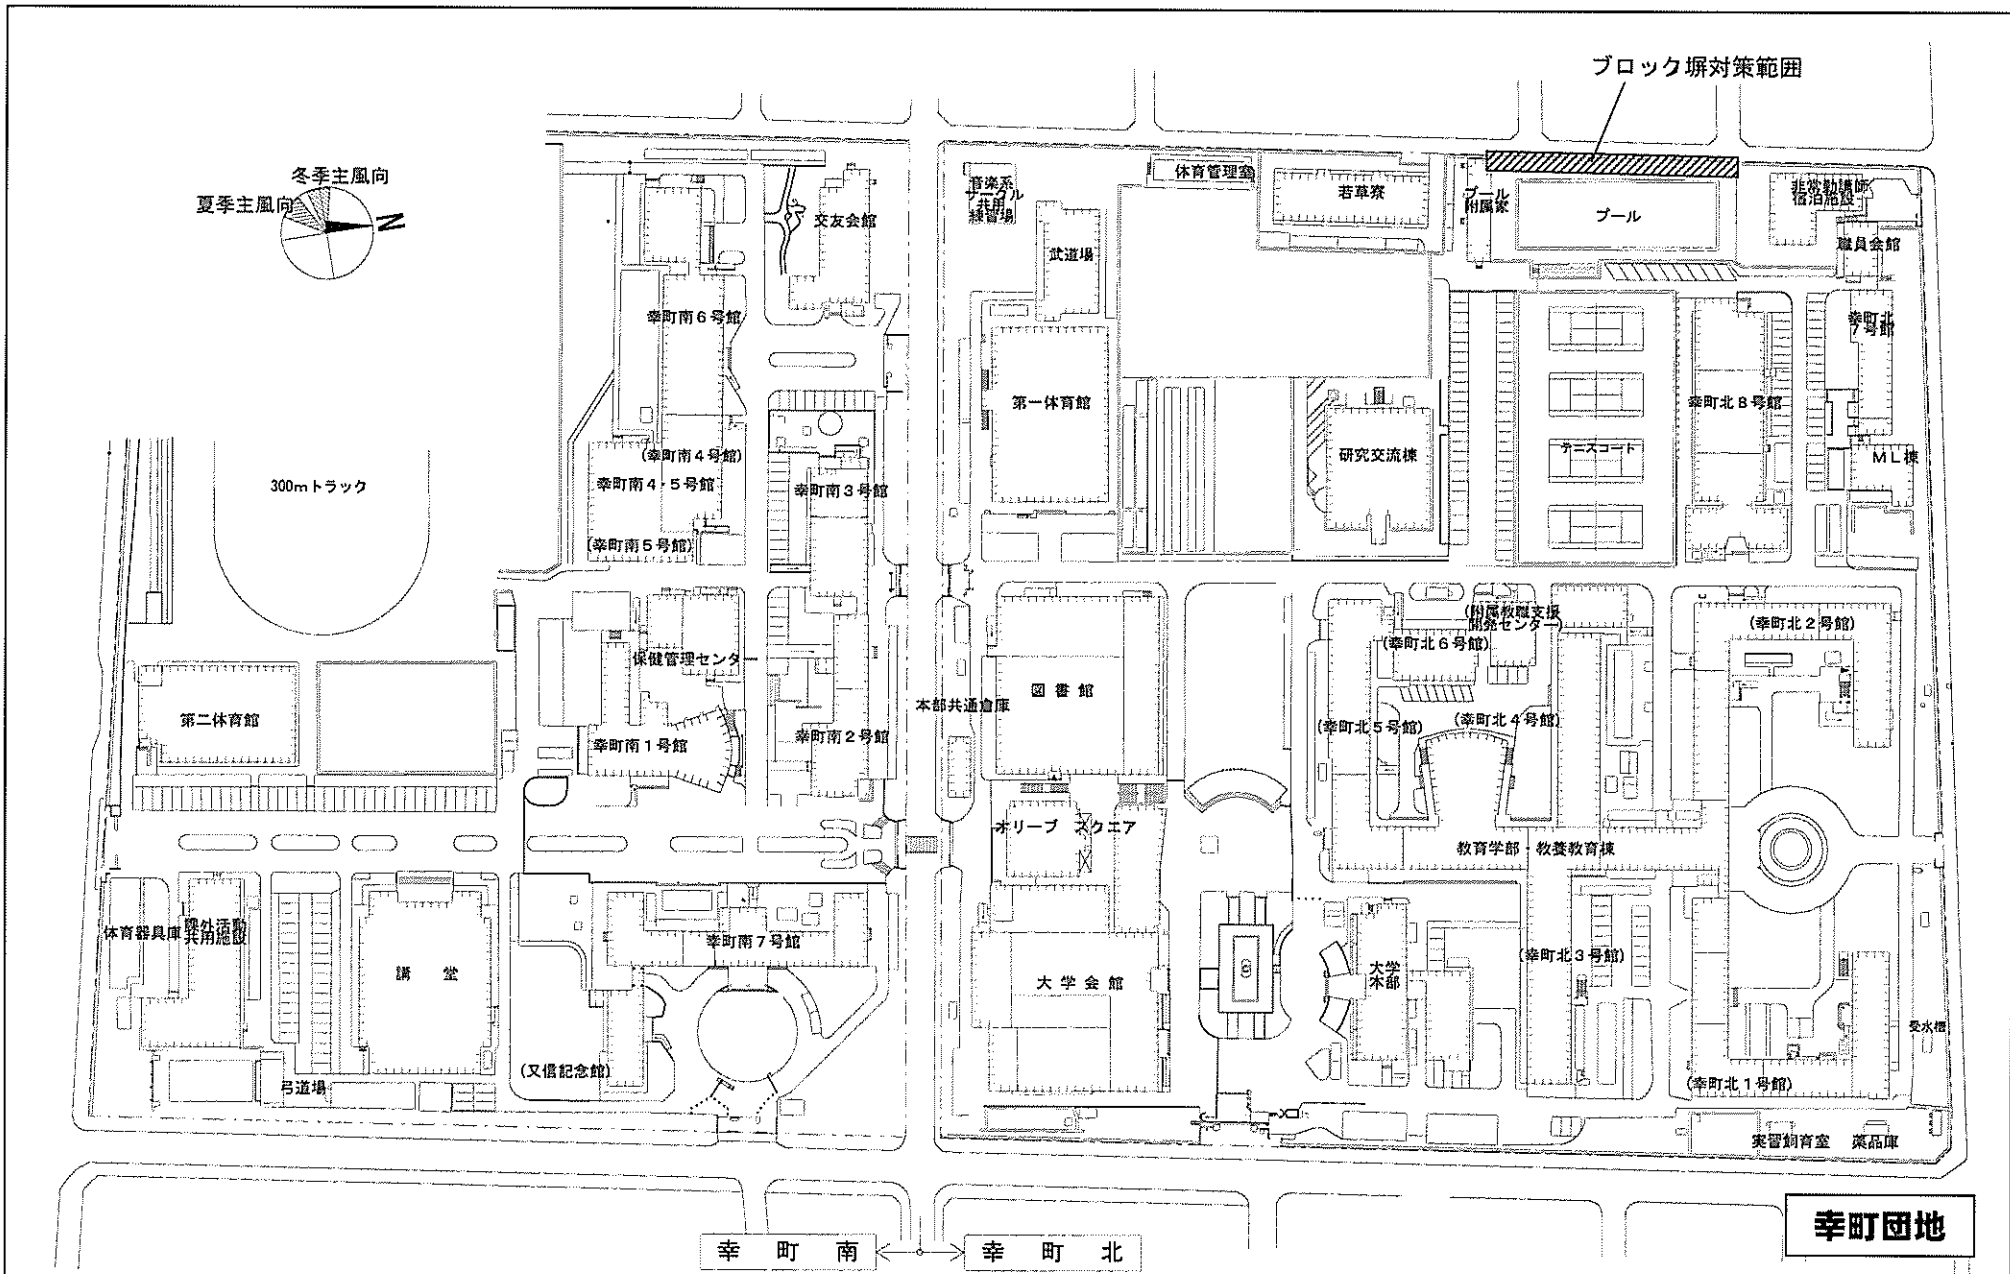 ブロック塀対策範囲
冬季主風向
夏季主風向
N
交友会館
音楽系
サークル
共用
練習場
体育管理室
若草寮
プール
附属家
プール
非常勤講師
宿泊施設
職員会館
武道場
幸町南6号館
幸町北
7号館
第一体育館
幸町北8号館
300mトラック
(幸町南4号館)
幸町南4・5号館
幸町南3号館
研究交流棟
テニスコート
ML棟
(幸町南5号館)
(附属教職支援
開発センター)
(幸町北6号館)
(幸町北2号館)
保健管理センター
図書館
本部共通倉庫
第二体育館
幸町南1号館
幸町南2号館
(幸町北5号館)
(幸町北4号館)
オリーブ スクエア
教育学部・教養教育棟
体育器具庫
課外活動
共用施設
講堂
幸町南7号館
大学会館
大学
本部
(幸町北3号館)
受水槽
(又信記念館)
弓道場
(幸町北1号館)
実習飼育室
薬品庫
幸町南
幸町北
幸町団地